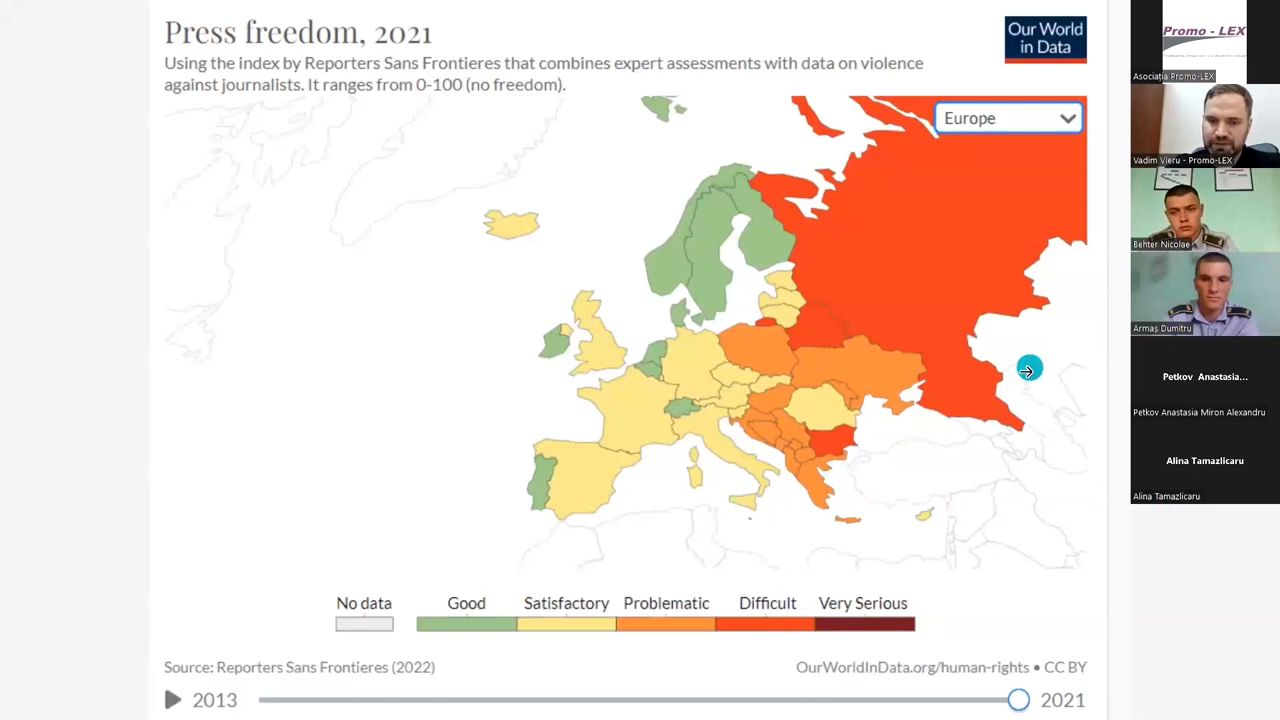 Press freedom, 2021
Using the index by Reporters Sans Frontieres that combines expert assessments with data on violence
against journalists. It ranges from 0-100 (no freedom).
Our World
in Data
Europe
No data
Good
Satisfactory
Problematic
Difficult
Very Serious
Source: Reporters Sans Frontieres (2022)
OurWorldInData.org/human-rights • CC BY
2013
2021
Promo - LEX
Asociația Promo-LEX
Vadim Vieru - Promo-LEX
Behter Nicolae
Armaș Dumitru
Petkov Anastasia...
Petkov Anastasia Miron Alexandru
Alina Tamazlicaru
Alina Tamazlicaru